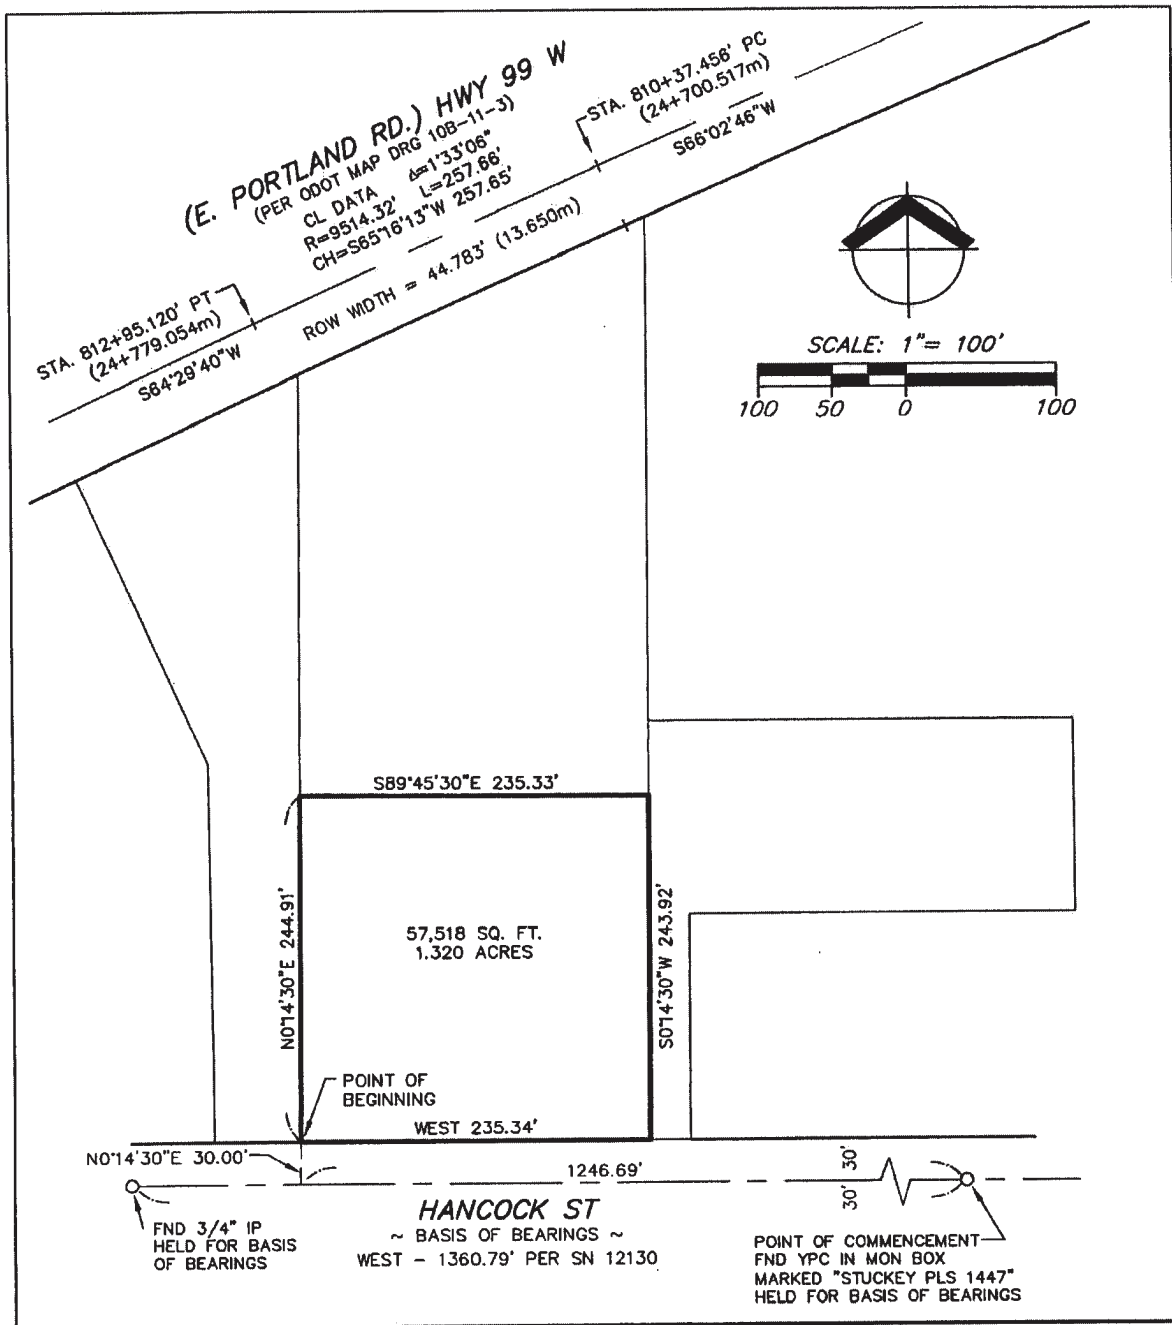 (E. PORTLAND RD.) HWY 99 W
(PER ODOT MAP DRG 10B-11-3)
CL DATA Δ=1°33'06"
R=9514.32' L=257.66'
CH=S65°16'13"W 257.65'
STA. 810+37.456' PC
(24+700.517m)
S66°02'46"W
STA. 812+95.120' PT
(24+779.054m)
S64°29'40"W
ROW WIDTH = 44.783' (13.650m)
SCALE: 1"= 100'
100 50 0 100
S89°45'30"E 235.33'
N0°14'30"E 244.91'
57,518 SQ. FT.
1.320 ACRES
S0°14'30"W 243.92'
POINT OF
BEGINNING
WEST 235.34'
N0°14'30"E 30.00'
1246.69'
30'
30'
HANCOCK ST
~ BASIS OF BEARINGS ~
WEST - 1360.79' PER SN 12130
FND 3/4" IP
HELD FOR BASIS
OF BEARINGS
POINT OF COMMENCEMENT
FND YPC IN MON BOX
MARKED "STUCKEY PLS 1447"
HELD FOR BASIS OF BEARINGS